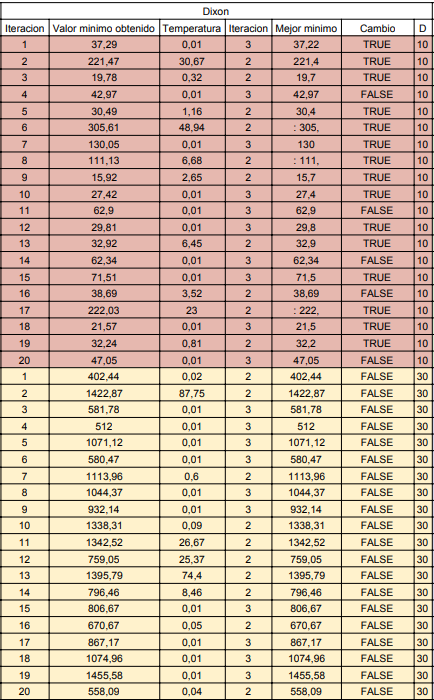 Dixon
Iteracion Valor minimo obtenido Temperatura Iteracion Mejor minimo Cambio D
1 37,29 0,01 3 37,22 TRUE 10
2 221,47 30,67 2 221,4 TRUE 10
3 19,78 0,32 2 19,7 TRUE 10
4 42,97 0,01 3 42,97 FALSE 10
5 30,49 1,16 2 30,4 TRUE 10
6 305,61 48,94 2 : 305, TRUE 10
7 130,05 0,01 3 130 TRUE 10
8 111,13 6,68 2 : 111, TRUE 10
9 15,92 2,65 2 15,7 TRUE 10
10 27,42 0,01 3 27,4 TRUE 10
11 62,9 0,01 3 62,9 FALSE 10
12 29,81 0,01 3 29,8 TRUE 10
13 32,92 6,45 2 32,9 TRUE 10
14 62,34 0,01 3 62,34 FALSE 10
15 71,51 0,01 3 71,5 TRUE 10
16 38,69 3,52 2 38,69 FALSE 10
17 222,03 23 2 : 222, TRUE 10
18 21,57 0,01 3 21,5 TRUE 10
19 32,24 0,81 2 32,2 TRUE 10
20 47,05 0,01 3 47,05 FALSE 10
1 402,44 0,02 2 402,44 FALSE 30
2 1422,87 87,75 2 1422,87 FALSE 30
3 581,78 0,01 3 581,78 FALSE 30
4 512 0,01 3 512 FALSE 30
5 1071,12 0,01 3 1071,12 FALSE 30
6 580,47 0,01 3 580,47 FALSE 30
7 1113,96 0,6 2 1113,96 FALSE 30
8 1044,37 0,01 3 1044,37 FALSE 30
9 932,14 0,01 3 932,14 FALSE 30
10 1338,31 0,09 2 1338,31 FALSE 30
11 1342,52 26,67 2 1342,52 FALSE 30
12 759,05 25,37 2 759,05 FALSE 30
13 1395,79 74,4 2 1395,79 FALSE 30
14 796,46 8,46 2 796,46 FALSE 30
15 806,67 0,01 3 806,67 FALSE 30
16 670,67 0,05 2 670,67 FALSE 30
17 867,17 0,01 3 867,17 FALSE 30
18 1074,96 0,01 3 1074,96 FALSE 30
19 1455,58 0,01 3 1455,58 FALSE 30
20 558,09 0,04 2 558,09 FALSE 30